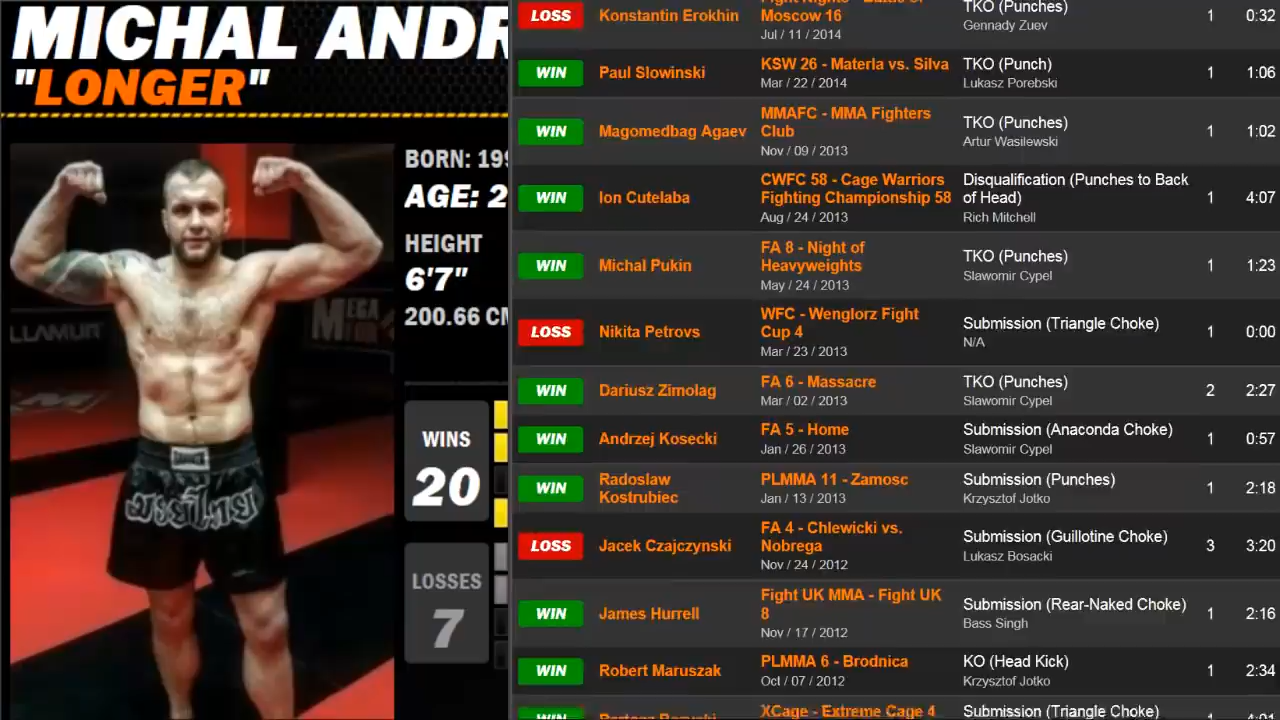 MICHAL ANDR
"LONGER"
BORN: 199
AGE: 2
HEIGHT
6'7"
200.66 CM
WINS
20
LOSSES
7
LOSS Konstantin Erokhin Fight Nights - Battle of TKO (Punches) 1 0:32
Moscow 16 Gennady Zuev
Jul / 11 / 2014
WIN Paul Slowinski KSW 26 - Materla vs. Silva TKO (Punch) 1 1:06
Mar / 22 / 2014 Lukasz Porebski
WIN Magomedbag Agaev MMAFC - MMA Fighters TKO (Punches) 1 1:02
Club Artur Wasilewski
Nov / 09 / 2013
WIN Ion Cutelaba CWFC 58 - Cage Warriors Disqualification (Punches to Back 1 4:07
Fighting Championship 58 of Head)
Aug / 24 / 2013 Rich Mitchell
WIN Michal Pukin FA 8 - Night of TKO (Punches) 1 1:23
Heavyweights Slawomir Cypel
May / 24 / 2013
LOSS Nikita Petrovs WFC - Wenglorz Fight Submission (Triangle Choke) 1 0:00
Cup 4 N/A
Mar / 23 / 2013
WIN Dariusz Zimolag FA 6 - Massacre TKO (Punches) 2 2:27
Mar / 02 / 2013 Slawomir Cypel
WIN Andrzej Kosecki FA 5 - Home Submission (Anaconda Choke) 1 0:57
Jan / 26 / 2013 Slawomir Cypel
WIN Radoslaw PLMMA 11 - Zamosc Submission (Punches) 1 2:18
Kostrubiec Jan / 13 / 2013 Krzysztof Jotko
LOSS Jacek Czajczynski FA 4 - Chlewicki vs. Submission (Guillotine Choke) 3 3:20
Nobrega Lukasz Bosacki
Nov / 24 / 2012
WIN James Hurrell Fight UK MMA - Fight UK Submission (Rear-Naked Choke) 1 2:16
8 Bass Singh
Nov / 17 / 2012
WIN Robert Maruszak PLMMA 6 - Brodnica KO (Head Kick) 1 2:34
Oct / 07 / 2012 Krzysztof Jotko
XCage - Extreme Cage 4 Submission (Triangle Choke)